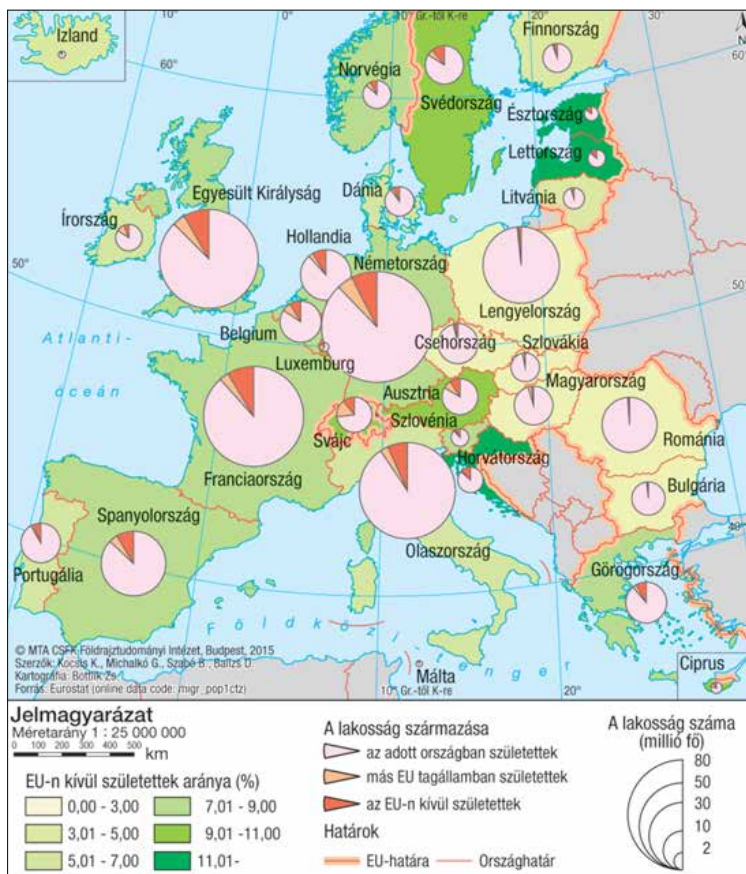 Izland
60°
10°
0°
10° Gr.-től K-re
20°
30°
N
60°
Norvégia
Svédország
Finnország
Észtország
Lettország
Litvánia
Dánia
Egyesült Királyság
Írország
Hollandia
Németország
Lengyelország
50°
50°
Belgium
Luxemburg
Csehország
Szlovákia
Magyarország
Atlanti-
óceán
Ausztria
Szlovénia
Svájc
Románia
Horvátország
Franciaország
Bulgária
Olaszország
Spanyolország
Portugália
40°
Görögország
Földközi-tenger
Málta
Ciprus
10° Gr.-től K-re
20°
© MTA CSFK Földrajztudományi Intézet, Budapest, 2015
Szerzők: Kocsis K., Michalkó G., Szabó B., Balizs D.
Kartográfia: Bottlik Zs.
Forrás: Eurostat (online data code: migr_pop1ctz)
Jelmagyarázat
Méretarány 1 : 25 000 000
0 100 200 300 400 500 km
EU-n kívül születettek aránya (%)
0,00 - 3,00
3,01 - 5,00
5,01 - 7,00
7,01 - 9,00
9,01 -11,00
11,01-
A lakosság származása
az adott országban születettek
más EU tagállamban születettek
az EU-n kívül születettek
Határok
EU-határa
Országhatár
A lakosság száma
(millió fő)
80
50
30
10
2